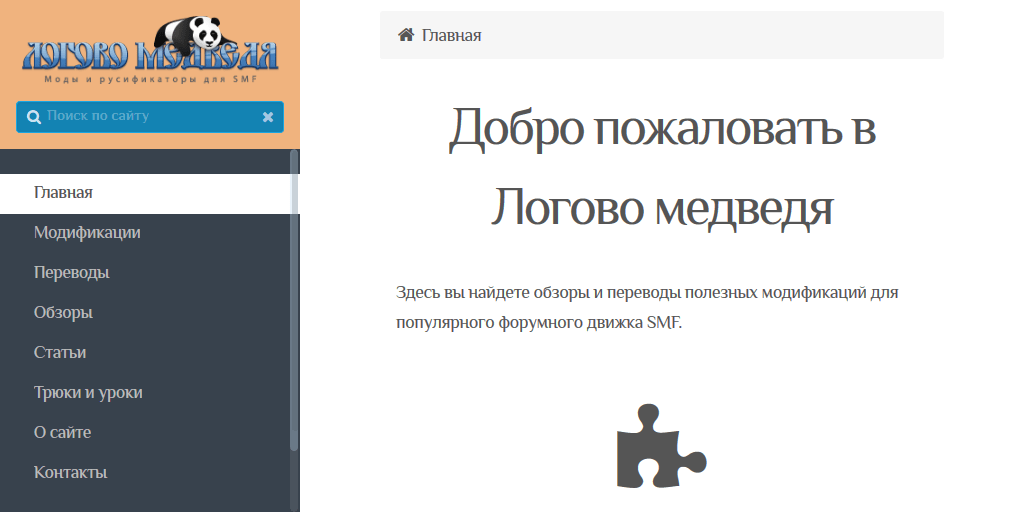 ЛОГОВО МЕДВЕДЯ
Моды и русификаторы для SMF
Поиск по сайту
Главная
Модификации
Переводы
Обзоры
Статьи
Трюки и уроки
О сайте
Контакты
Главная
Добро пожаловать в
Логово медведя
Здесь вы найдете обзоры и переводы полезных модификаций для
популярного форумного движка SMF.